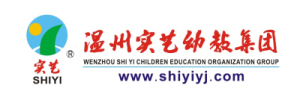 温州实艺幼教集团
WENZHOU SHI YI CHILDREN EDUCATION ORGANIZATION GROUP
www.shiyiyj.com
实艺
SHIYI
®